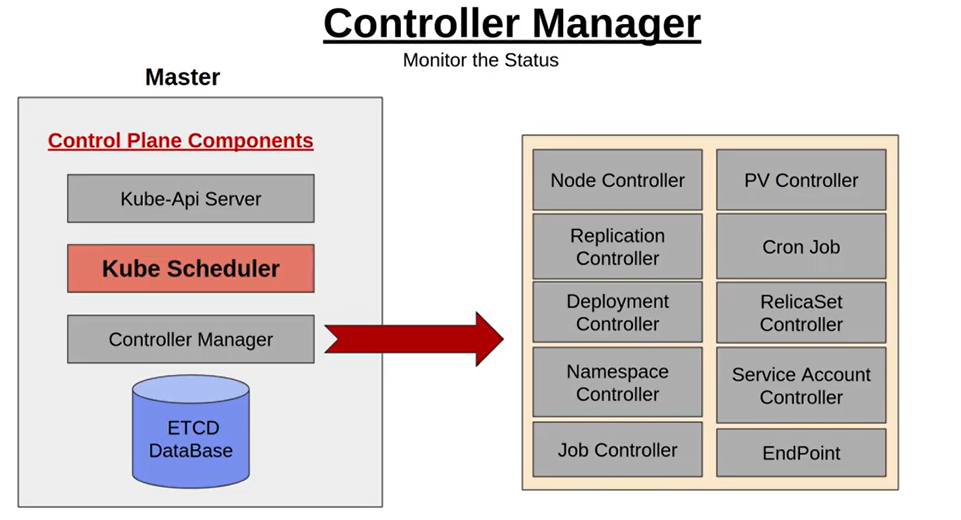 Controller Manager
Monitor the Status
Master
Control Plane Components
Kube-Api Server
Kube Scheduler
Controller Manager
ETCD
DataBase
Node Controller
PV Controller
Replication
Controller
Cron Job
Deployment
Controller
RelicaSet
Controller
Namespace
Controller
Service Account
Controller
Job Controller
EndPoint